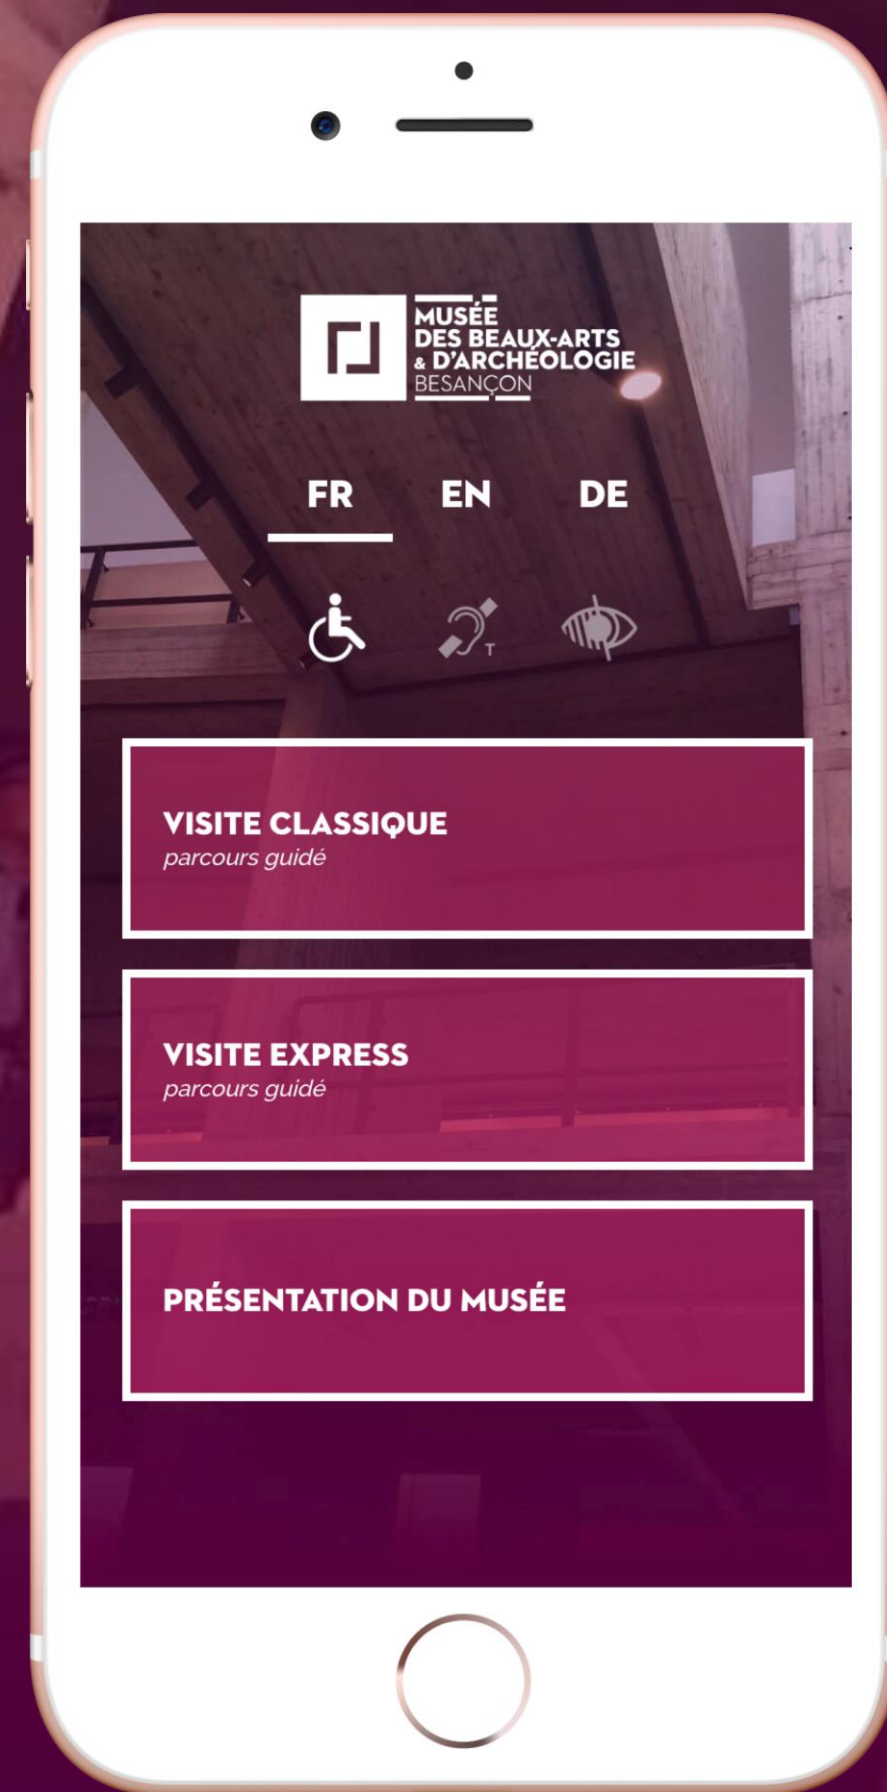 MUSÉE
DES BEAUX-ARTS
& D'ARCHÉOLOGIE
BESANÇON
FR EN DE
T
VISITE CLASSIQUE
parcours guidé
VISITE EXPRESS
parcours guidé
PRÉSENTATION DU MUSÉE